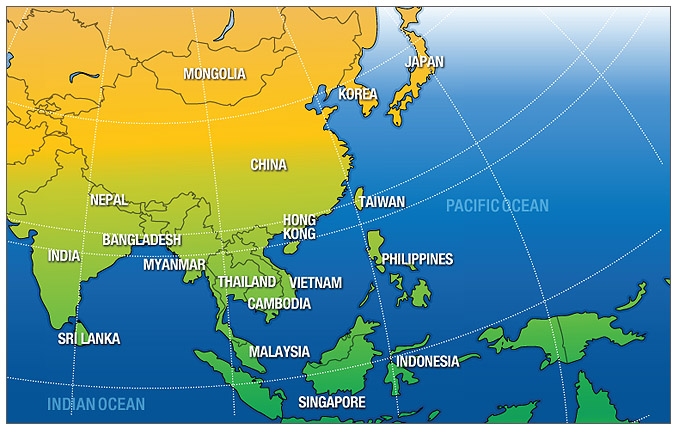 JAPAN
MONGOLIA
KOREA
CHINA
NEPAL
TAIWAN
PACIFIC OCEAN
HONG
KONG
BANGLADESH
INDIA
MYANMAR
PHILIPPINES
THAILAND
VIETNAM
CAMBODIA
SRI LANKA
MALAYSIA
INDONESIA
SINGAPORE
INDIAN OCEAN